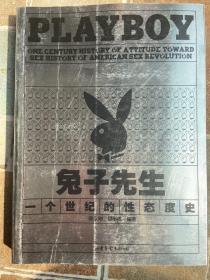 PLAYBOY
ONE CENTURY HISTORY OF ATTITUDE TOWARD
SEX HISTORY OF AMERICAN SEX REVOLUTION
兔子先生
一个世纪的性态度史